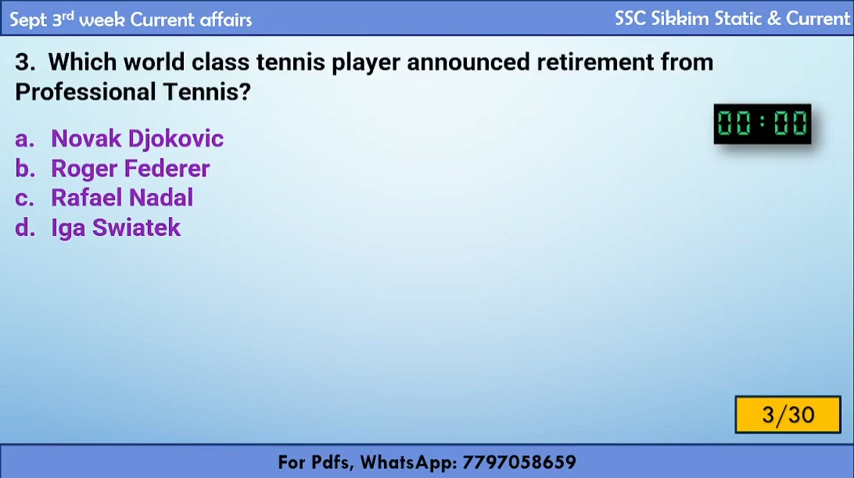 Sept 3rd week Current affairs
SSC Sikkim Static & Current
3. Which world class tennis player announced retirement from
Professional Tennis?
00:00
a. Novak Djokovic
b. Roger Federer
c. Rafael Nadal
d. Iga Swiatek
3/30
For Pdfs, WhatsApp: 7797058659